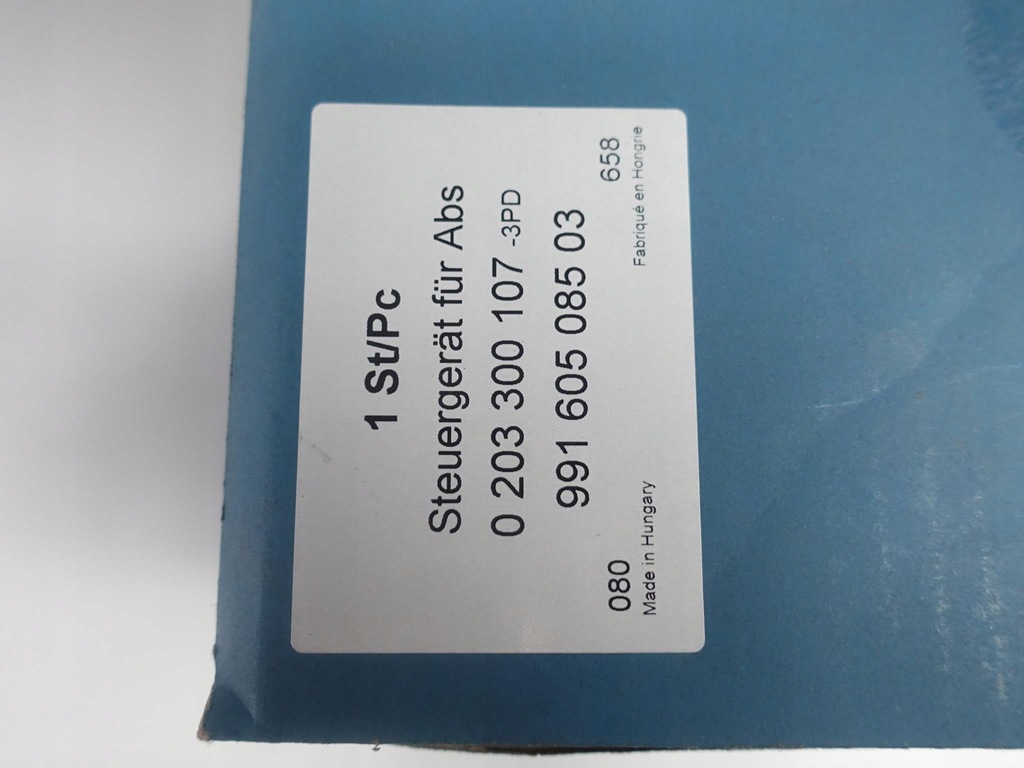 1 St/Pc
Steuergerät für Abs
0 203 300 107 -3PD
991 605 085 03
080 658
Made in Hungary Fabriqué en Hongrie